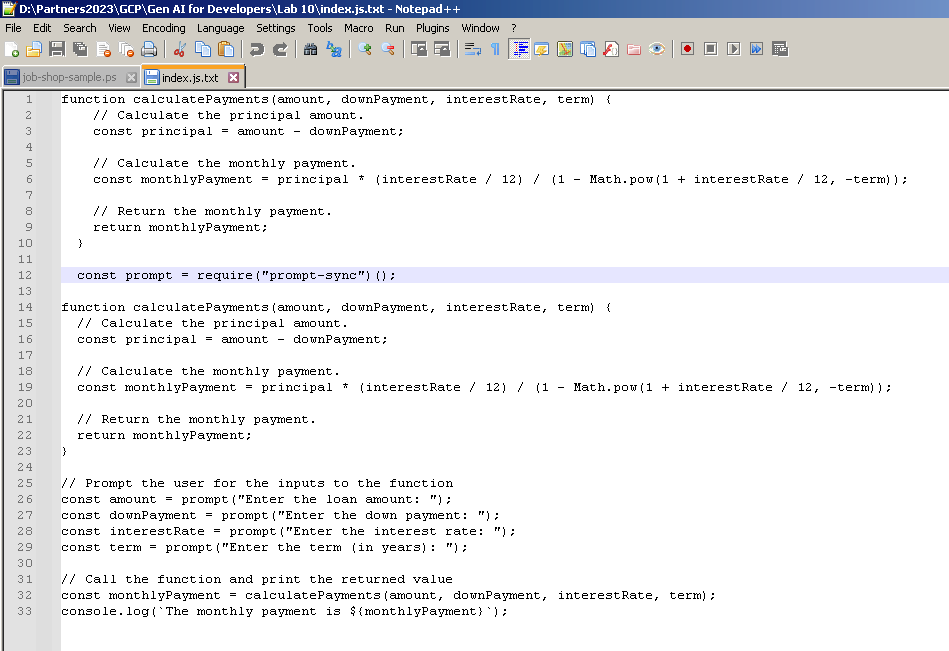 D:\Partners2023\GCP\Gen AI for Developers\Lab 10\index.js.txt - Notepad++
File Edit Search View Encoding Language Settings Tools Macro Run Plugins Window ?
job-shop-sample.ps index.js.txt
1 function calculatePayments(amount, downPayment, interestRate, term) {
2     // Calculate the principal amount.
3     const principal = amount - downPayment;
4
5     // Calculate the monthly payment.
6     const monthlyPayment = principal * (interestRate / 12) / (1 - Math.pow(1 + interestRate / 12, -term));
7
8     // Return the monthly payment.
9     return monthlyPayment;
10   }
11
12   const prompt = require("prompt-sync")();
13
14 function calculatePayments(amount, downPayment, interestRate, term) {
15   // Calculate the principal amount.
16   const principal = amount - downPayment;
17
18   // Calculate the monthly payment.
19   const monthlyPayment = principal * (interestRate / 12) / (1 - Math.pow(1 + interestRate / 12, -term));
20
21   // Return the monthly payment.
22   return monthlyPayment;
23 }
24
25 // Prompt the user for the inputs to the function
26 const amount = prompt("Enter the loan amount: ");
27 const downPayment = prompt("Enter the down payment: ");
28 const interestRate = prompt("Enter the interest rate: ");
29 const term = prompt("Enter the term (in years): ");
30
31 // Call the function and print the returned value
32 const monthlyPayment = calculatePayments(amount, downPayment, interestRate, term);
33 console.log(`The monthly payment is ${monthlyPayment}`);